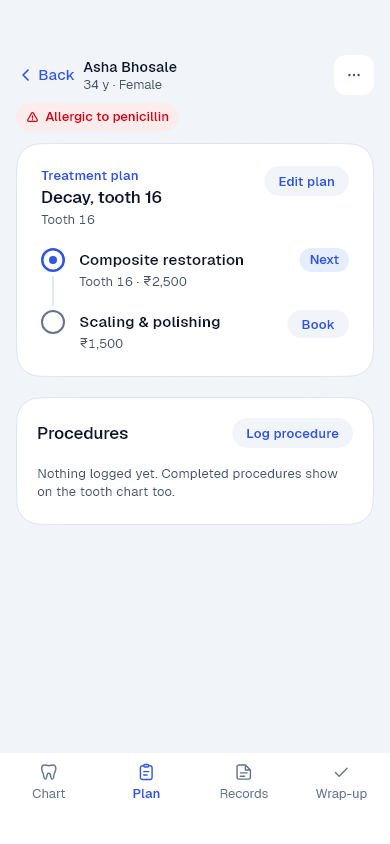 Back
Asha Bhosale
34 y · Female
Allergic to penicillin
Treatment plan
Edit plan
Decay, tooth 16
Tooth 16
Composite restoration
Next
Tooth 16 · ₹2,500
Scaling & polishing
Book
₹1,500
Procedures
Log procedure
Nothing logged yet. Completed procedures show
on the tooth chart too.
Chart
Plan
Records
Wrap-up